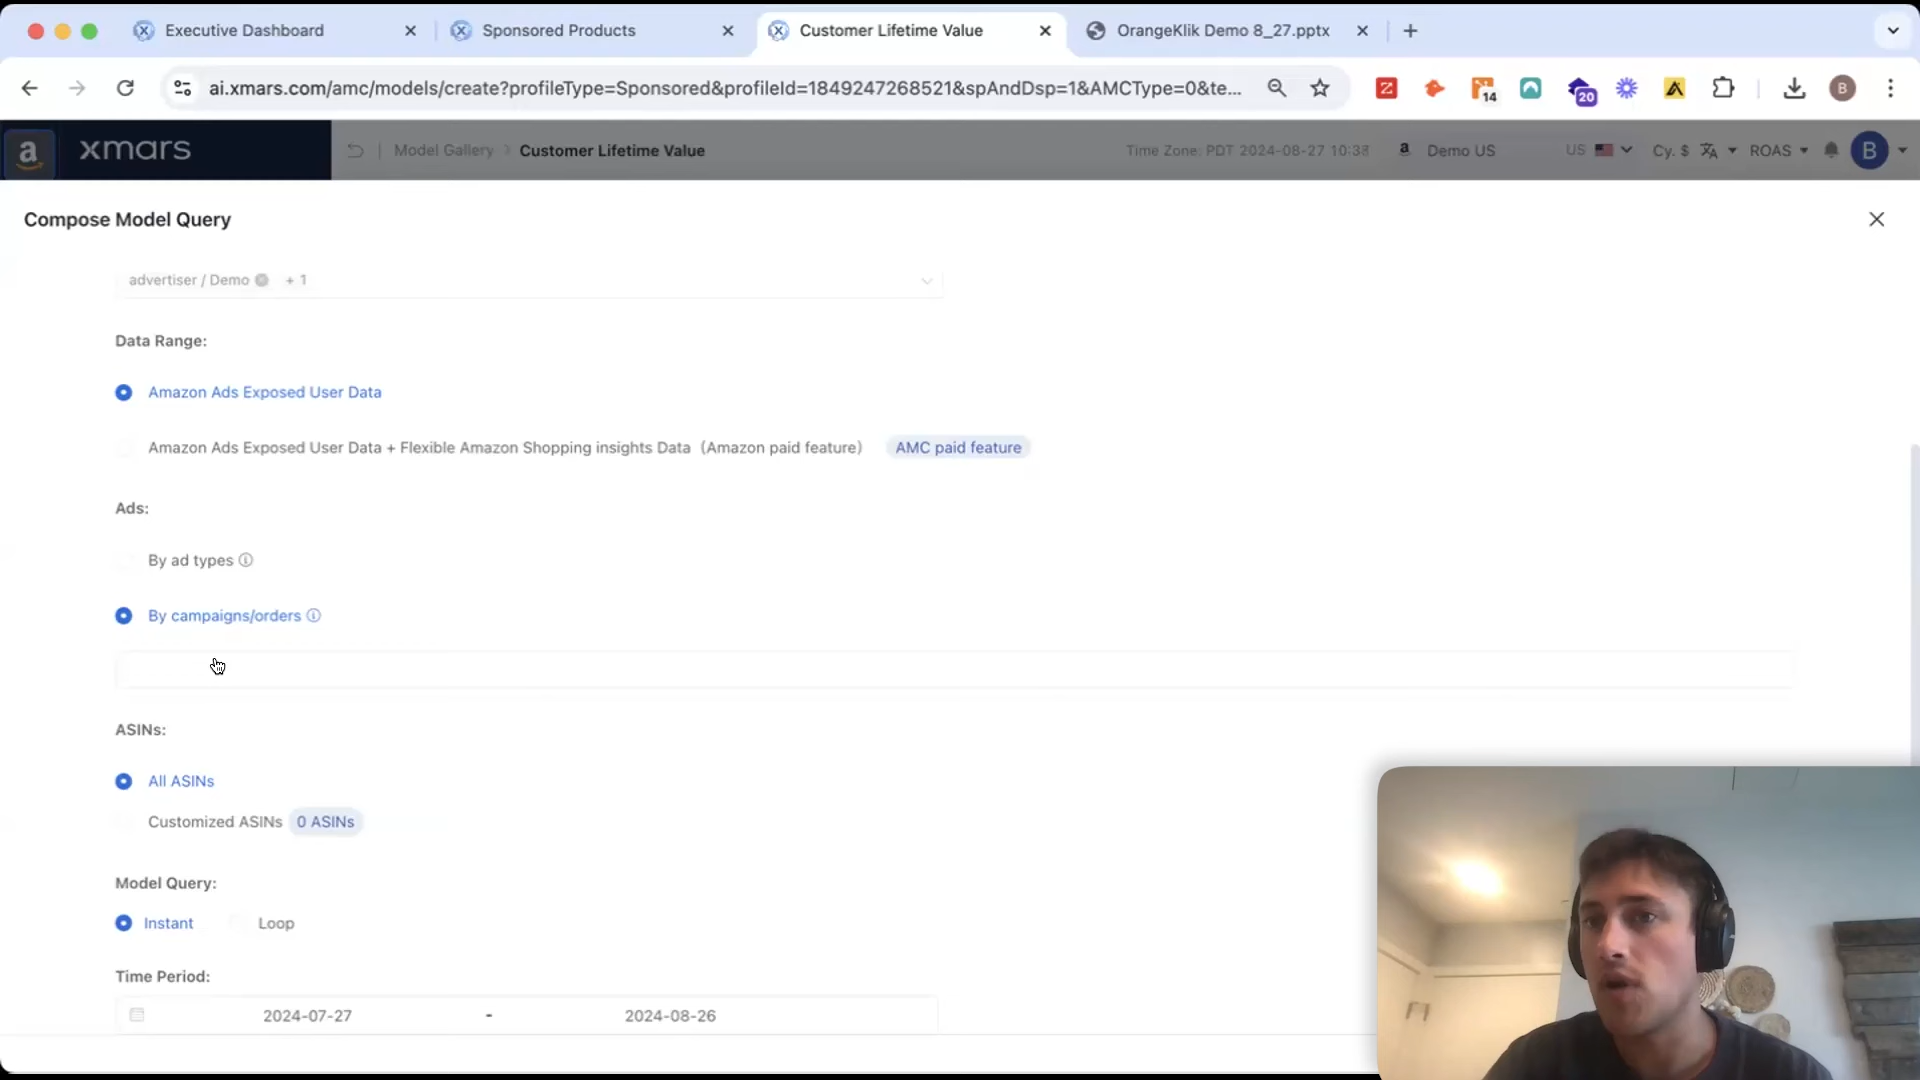 Executive Dashboard
Sponsored Products
Customer Lifetime Value
OrangeKlik Demo 8_27.pptx
ai.xmars.com/amc/models/create?profileType=Sponsored&profileId=1849247268521&spAndDsp=1&AMCType=0&te...
Z
14
20
B
a
xmars
Model Gallery
Customer Lifetime Value
Time Zone: PDT 2024-08-27 10:38
a
Demo US
US
Cy. $
ROAS
B
Compose Model Query
advertiser / Demo + 1
Data Range:
Amazon Ads Exposed User Data
Amazon Ads Exposed User Data + Flexible Amazon Shopping insights Data (Amazon paid feature) AMC paid feature
Ads:
By ad types
By campaigns/orders
ASINs:
All ASINs
Customized ASINs 0 ASINs
Model Query:
Instant Loop
Time Period:
2024-07-27 - 2024-08-26